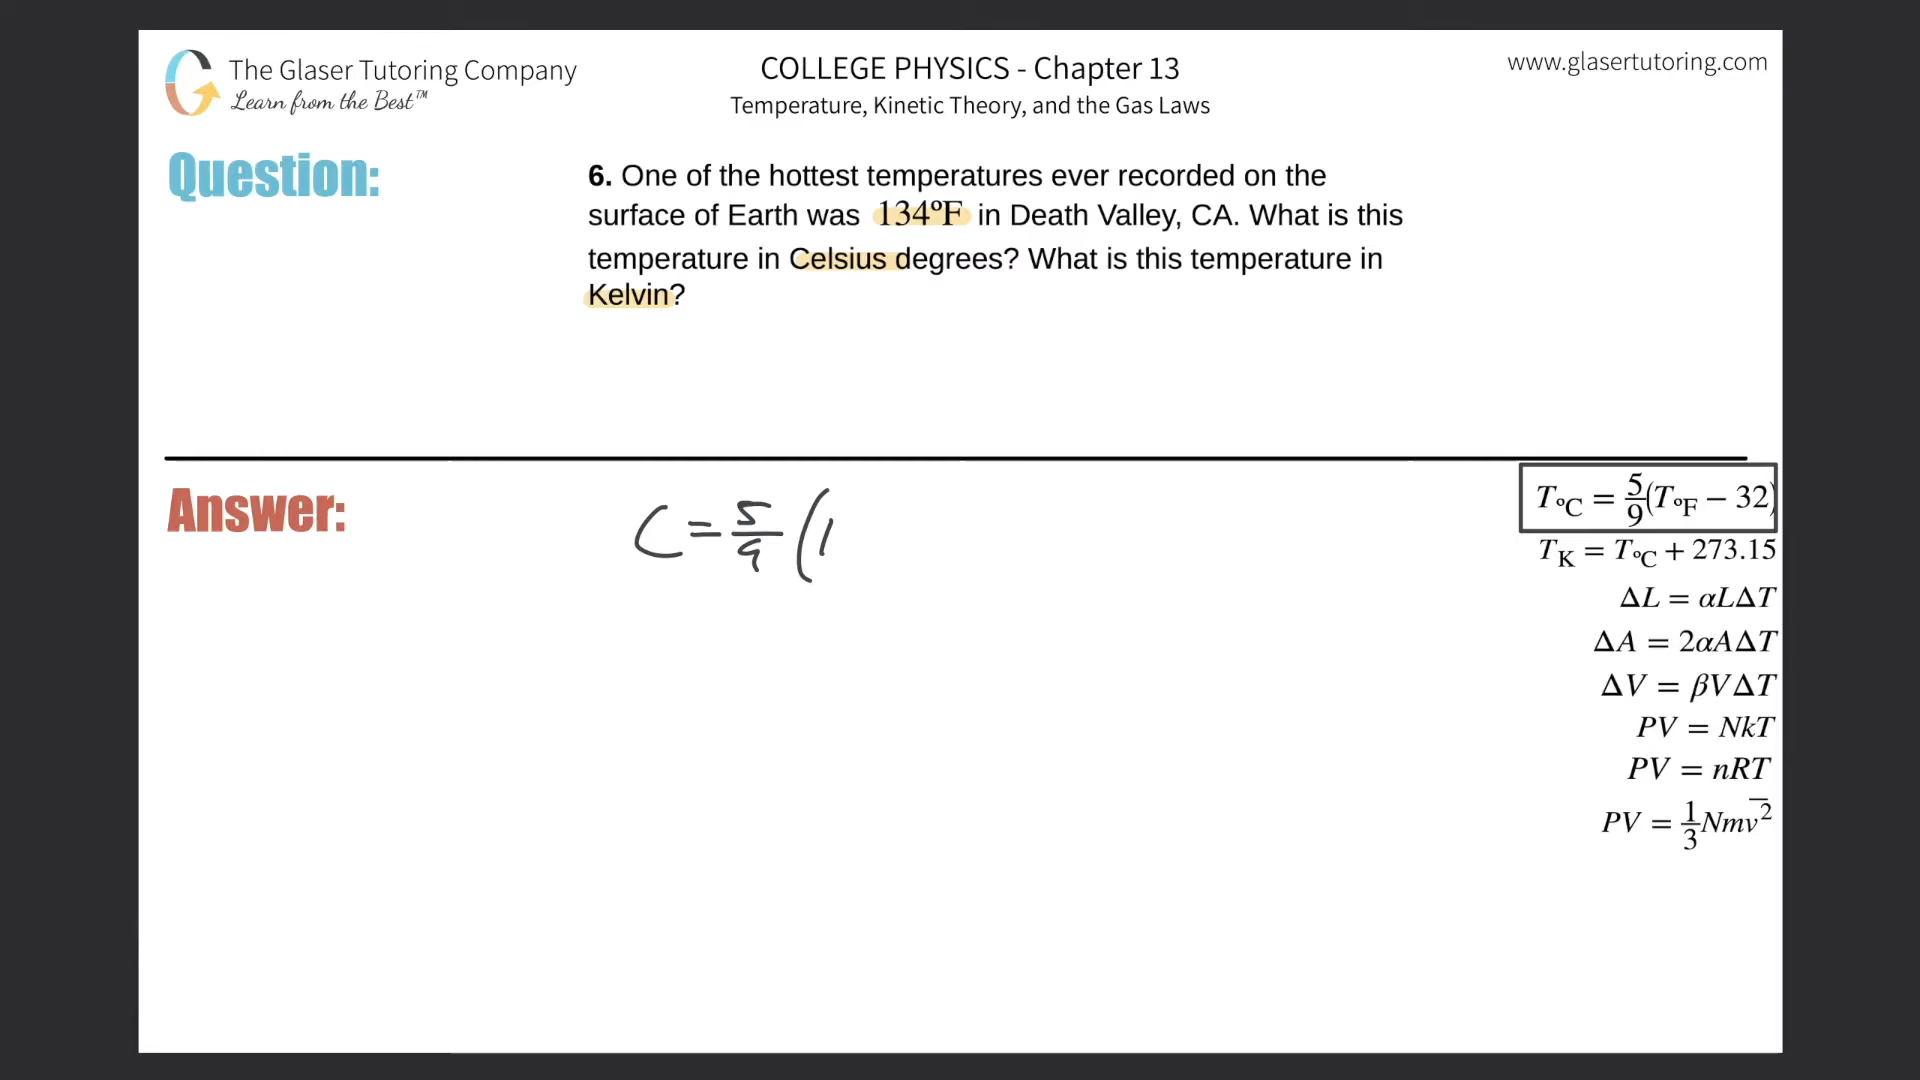 The Glaser Tutoring Company
Learn from the Best™
COLLEGE PHYSICS - Chapter 13
Temperature, Kinetic Theory, and the Gas Laws
www.glasertutoring.com
Question:
6. One of the hottest temperatures ever recorded on the
surface of Earth was 134ºF in Death Valley, CA. What is this
temperature in Celsius degrees? What is this temperature in
Kelvin?
Answer:
C = 5/9 (1
TºC = 5/9(TºF − 32)
TK = TºC + 273.15
ΔL = αLΔT
ΔA = 2αAΔT
ΔV = βVΔT
PV = NkT
PV = nRT
PV = 1/3Nmv̅²